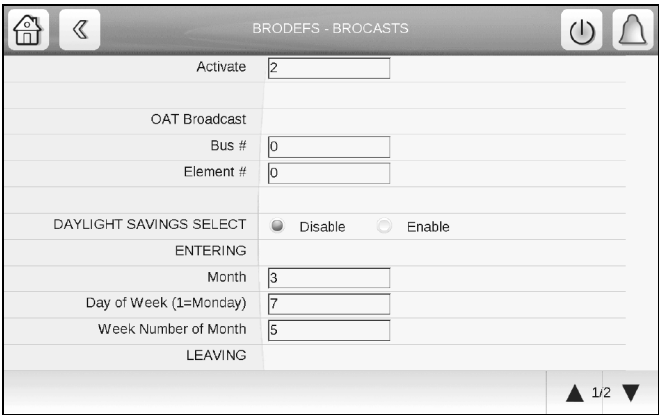 BRODEFS - BROCASTS
Activate 2
OAT Broadcast
Bus # 0
Element # 0
DAYLIGHT SAVINGS SELECT Disable Enable
ENTERING
Month 3
Day of Week (1=Monday) 7
Week Number of Month 5
LEAVING
1/2